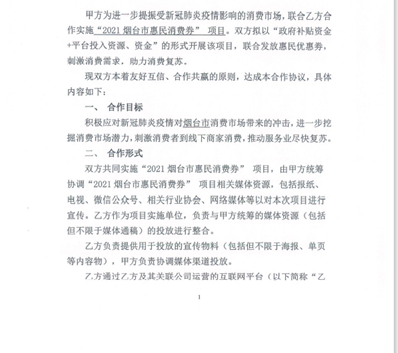 甲方为进一步提振受新冠肺炎疫情影响的消费市场，联合乙方合
作实施“2021 烟台市惠民消费券” 项目。双方拟以“政府补贴资金
+平台投入资源、资金”的形式开展该项目，联合发放惠民优惠券，
刺激消费需求，助力消费复苏。
现双方本着友好互信、合作共赢的原则，达成本合作协议，具体
内容如下：
一、 合作目标
积极应对新冠肺炎疫情对烟台市消费市场带来的冲击，进一步挖
掘消费市场潜力，刺激消费者到线下商家消费，推动服务业尽快复苏。
二、 合作形式
双方共同实施“2021 烟台市惠民消费券” 项目，由甲方统筹
协调“2021 烟台市惠民消费券” 项目相关媒体资源，包括报纸、
电视、微信公众号、相关行业协会、网络媒体等以对本次项目进行
宣传。乙方作为项目实施单位，负责与甲方统筹的媒体资源（包括
但不限于媒体通稿）的投放进行整合。
乙方负责提供用于投放的宣传物料（包括但不限于海报、单页
等内容物），甲方负责协调媒体渠道投放。
乙方通过乙方及其关联公司运营的互联网平台（以下简称“乙
1